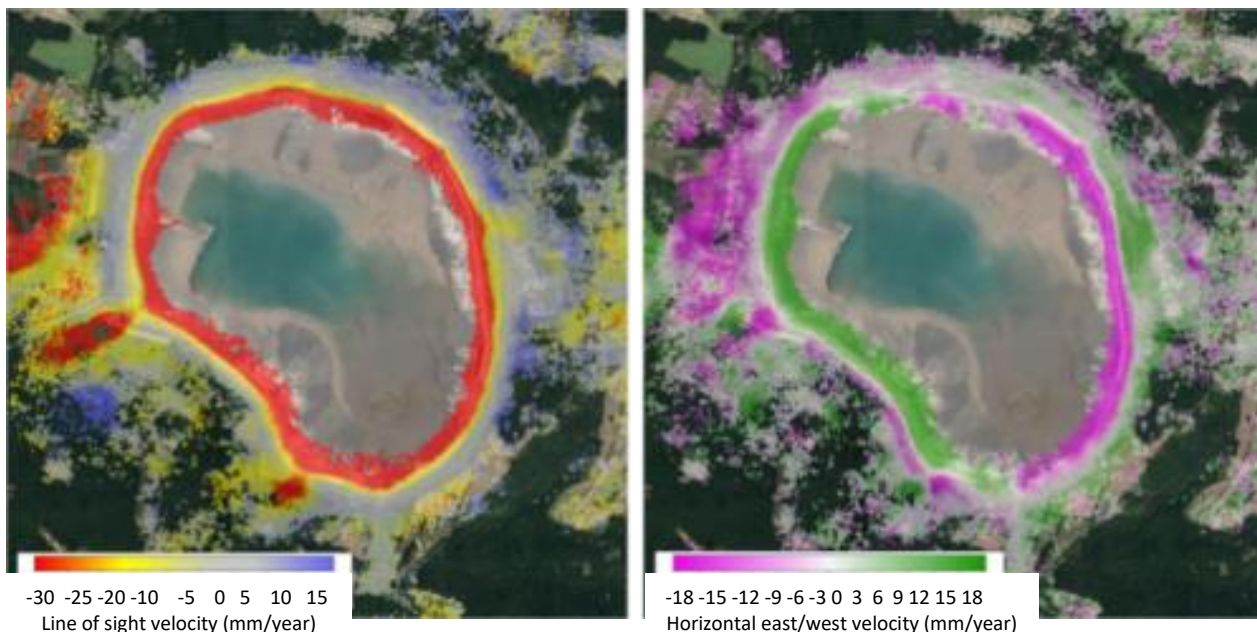 -30 -25 -20 -10 -5 0 5 10 15
Line of sight velocity (mm/year)
-18 -15 -12 -9 -6 -3 0 3 6 9 12 15 18
Horizontal east/west velocity (mm/year)